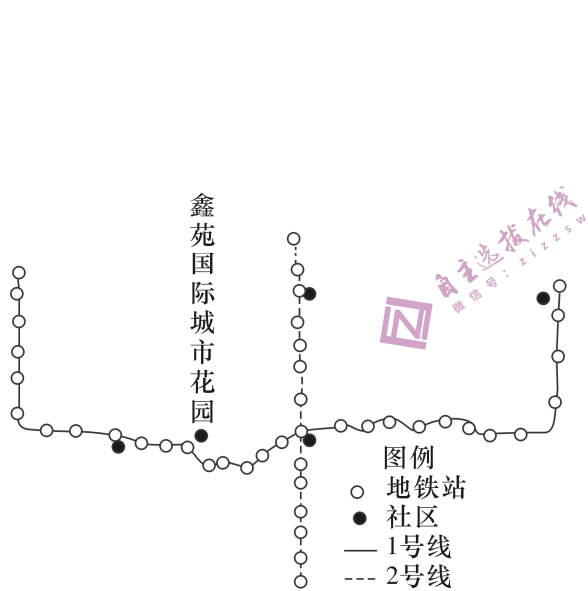 鑫苑国际城市花园
自主选拔在线
微信号：zizzsw
图例
地铁站
社区
1号线
2号线